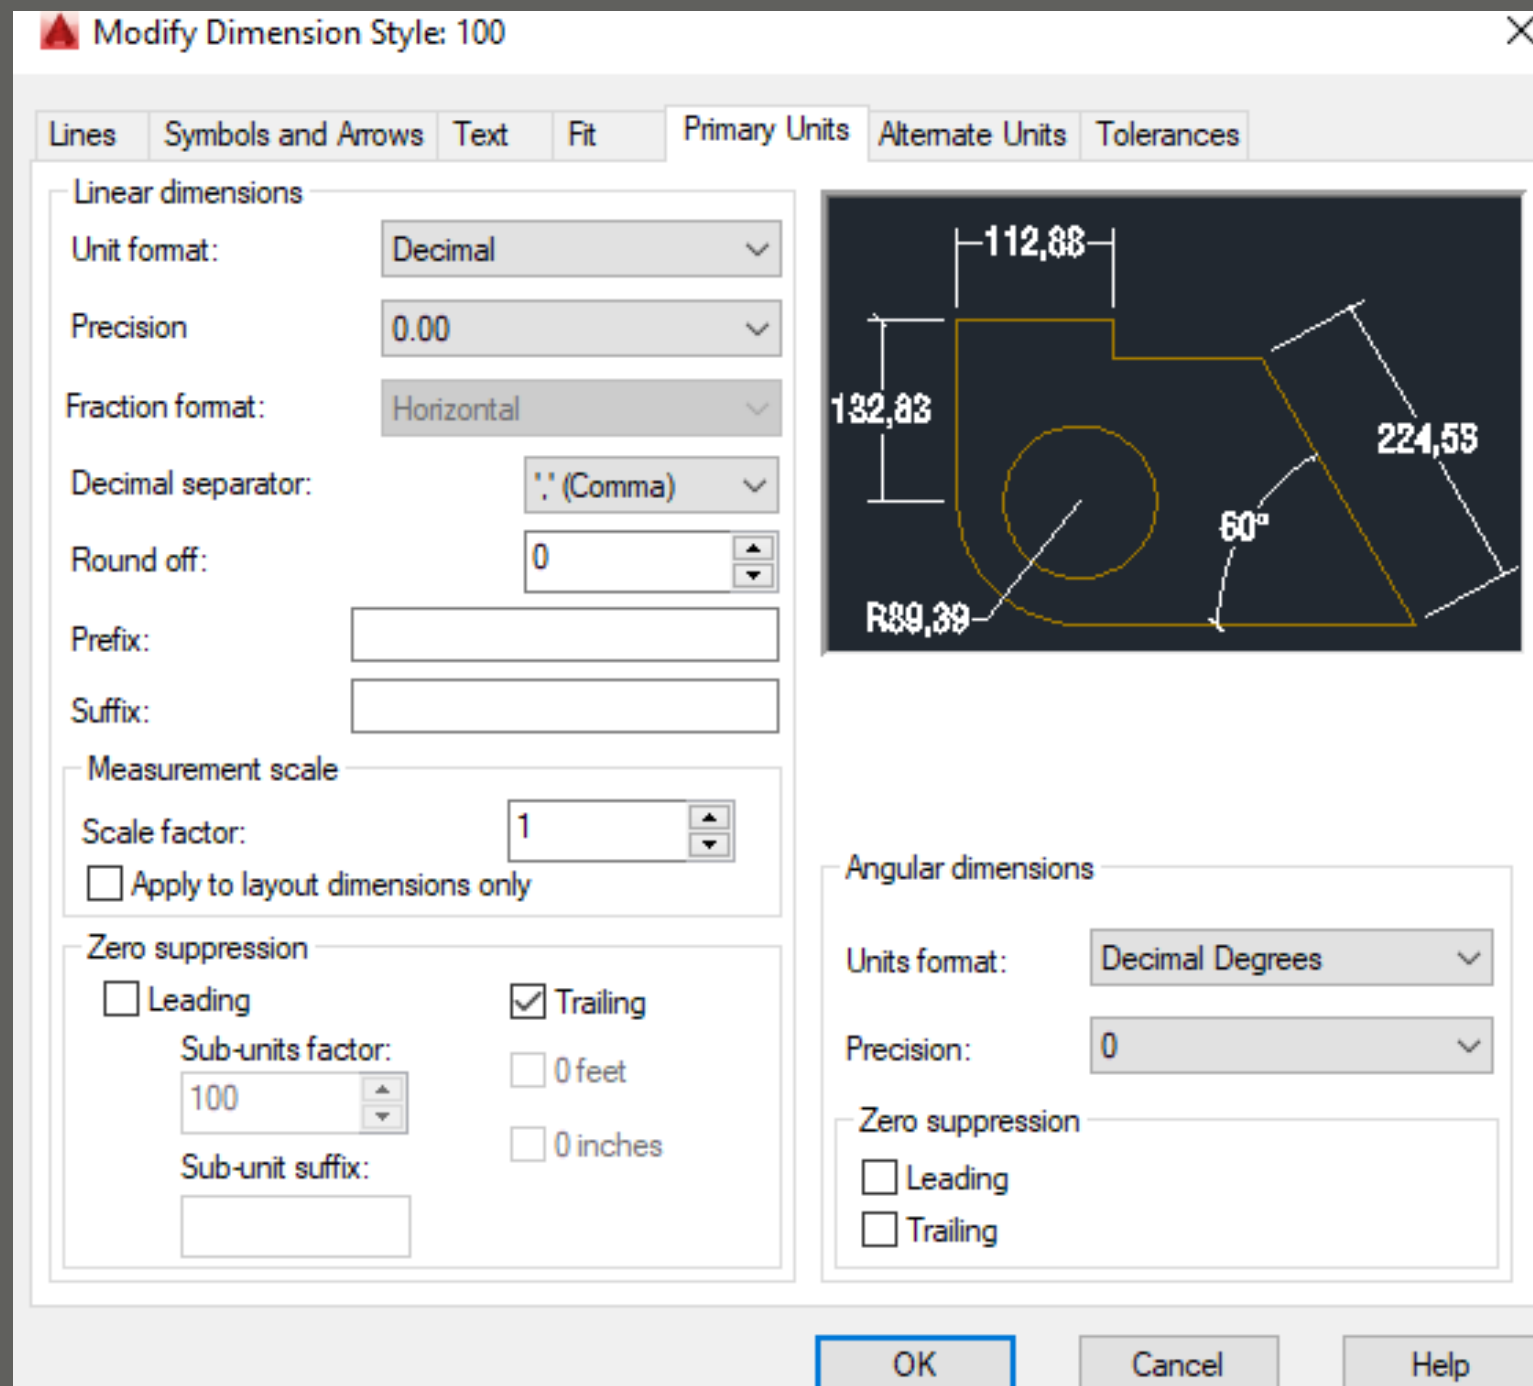 Modify Dimension Style: 100
Lines Symbols and Arrows Text Fit Primary Units Alternate Units Tolerances
Linear dimensions
Unit format: Decimal
Precision 0.00
Fraction format: Horizontal
Decimal separator: ',' (Comma)
Round off: 0
Prefix:
Suffix:
Measurement scale
Scale factor: 1
Apply to layout dimensions only
Zero suppression
Leading
Trailing
Sub-units factor:
100
0 feet
0 inches
Sub-unit suffix:
112,88
132,83
224,53
60°
R89,39
Angular dimensions
Units format: Decimal Degrees
Precision: 0
Zero suppression
Leading
Trailing
OK Cancel Help